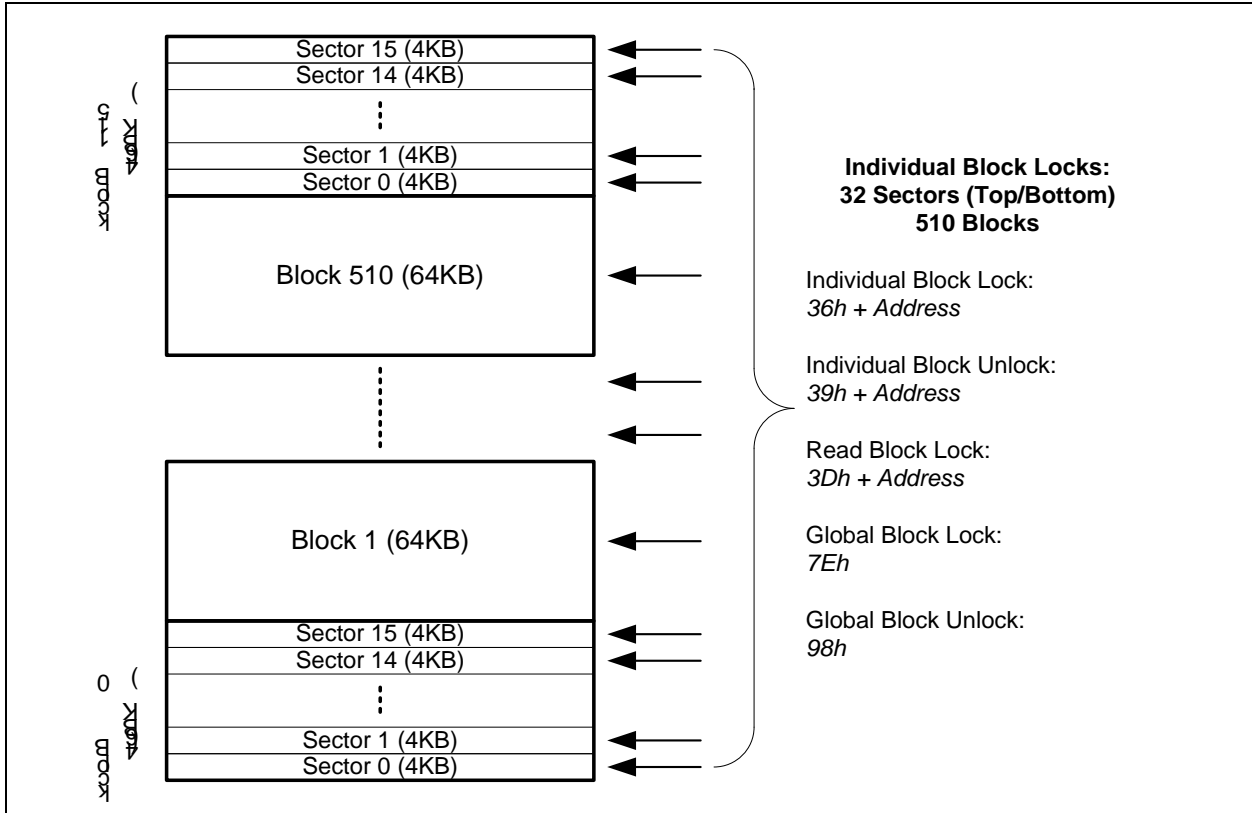 Sector 15 (4KB)
Sector 14 (4KB)
Sector 1 (4KB)
Sector 0 (4KB)
Block 510 (64KB)
Block 1 (64KB)
Sector 15 (4KB)
Sector 14 (4KB)
Sector 1 (4KB)
Sector 0 (4KB)
Individual Block Locks:
32 Sectors (Top/Bottom)
510 Blocks
Individual Block Lock:
36h + Address
Individual Block Unlock:
39h + Address
Read Block Lock:
3Dh + Address
Global Block Lock:
7Eh
Global Block Unlock:
98h